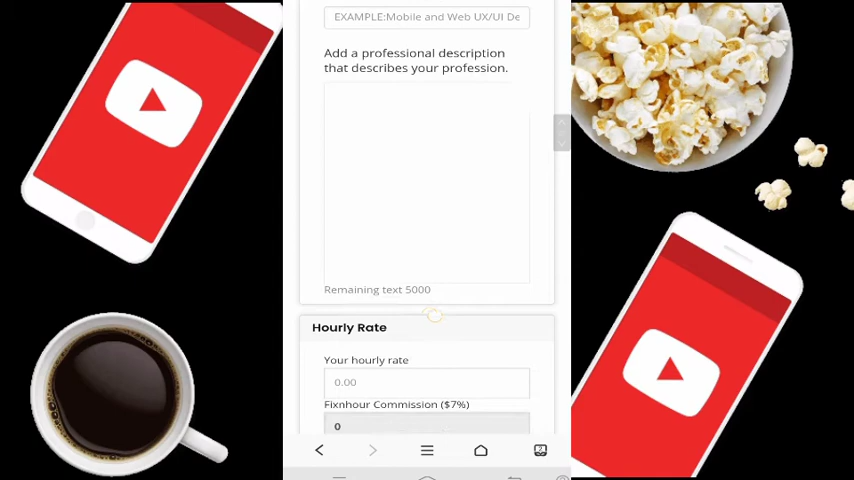 EXAMPLE:Mobile and Web UX/UI De
Add a professional description
that describes your profession.
Remaining text 5000
Hourly Rate
Your hourly rate
0.00
Fixnhour Commission ($7%)
0